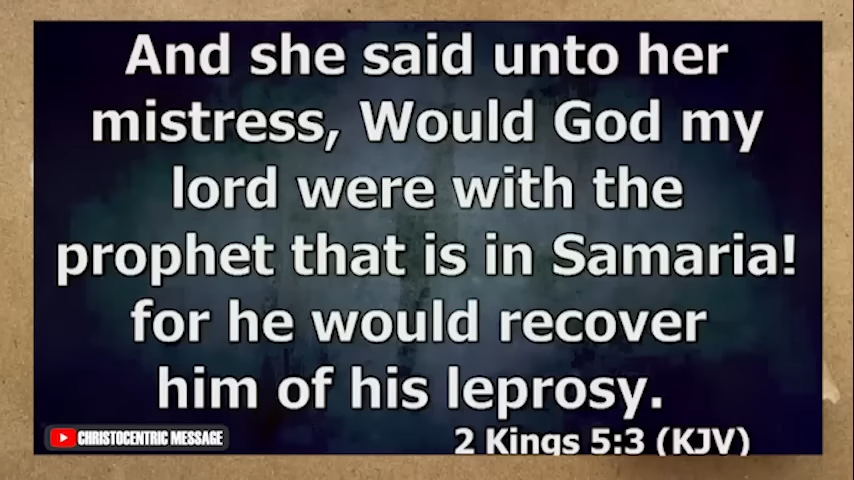 And she said unto her
mistress, Would God my
lord were with the
prophet that is in Samaria!
for he would recover
him of his leprosy.
2 Kings 5:3 (KJV)
CHRISTOCENTRIC MESSAGE